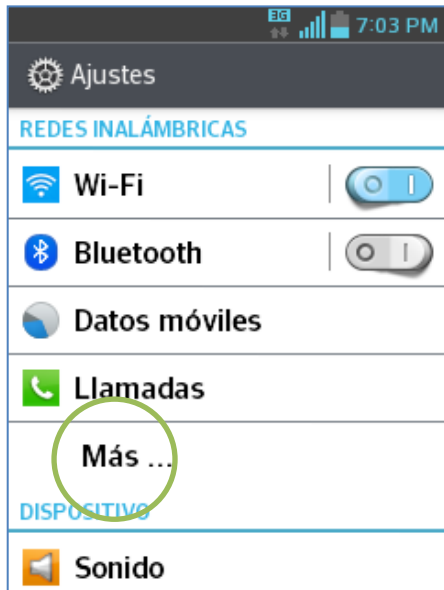 3G 7:03 PM
Ajustes
REDES INALÁMBRICAS
Wi-Fi
Bluetooth
Datos móviles
Llamadas
Más ...
DISPOSITIVO
Sonido